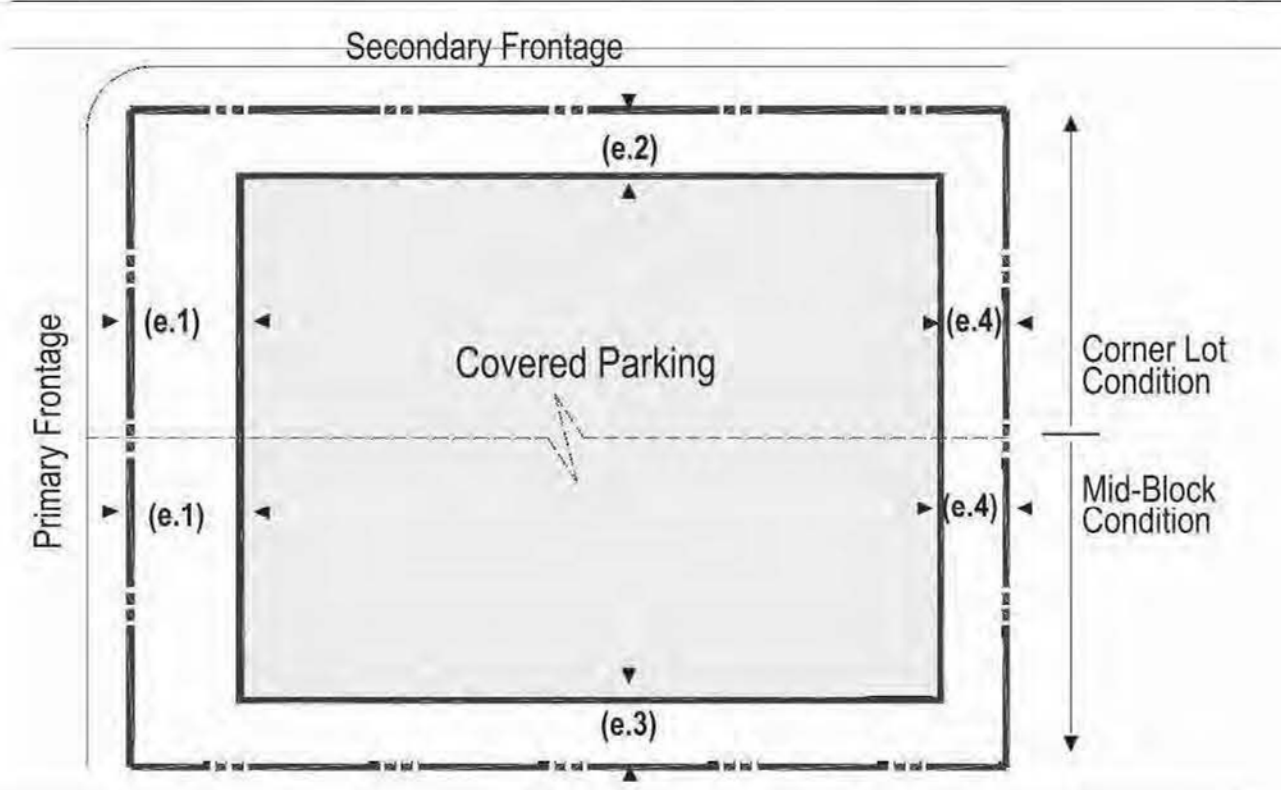 Secondary Frontage
(e.2)
Primary Frontage
(e.1)
(e.4)
Covered Parking
Corner Lot
Condition
(e.1)
(e.4)
Mid-Block
Condition
(e.3)